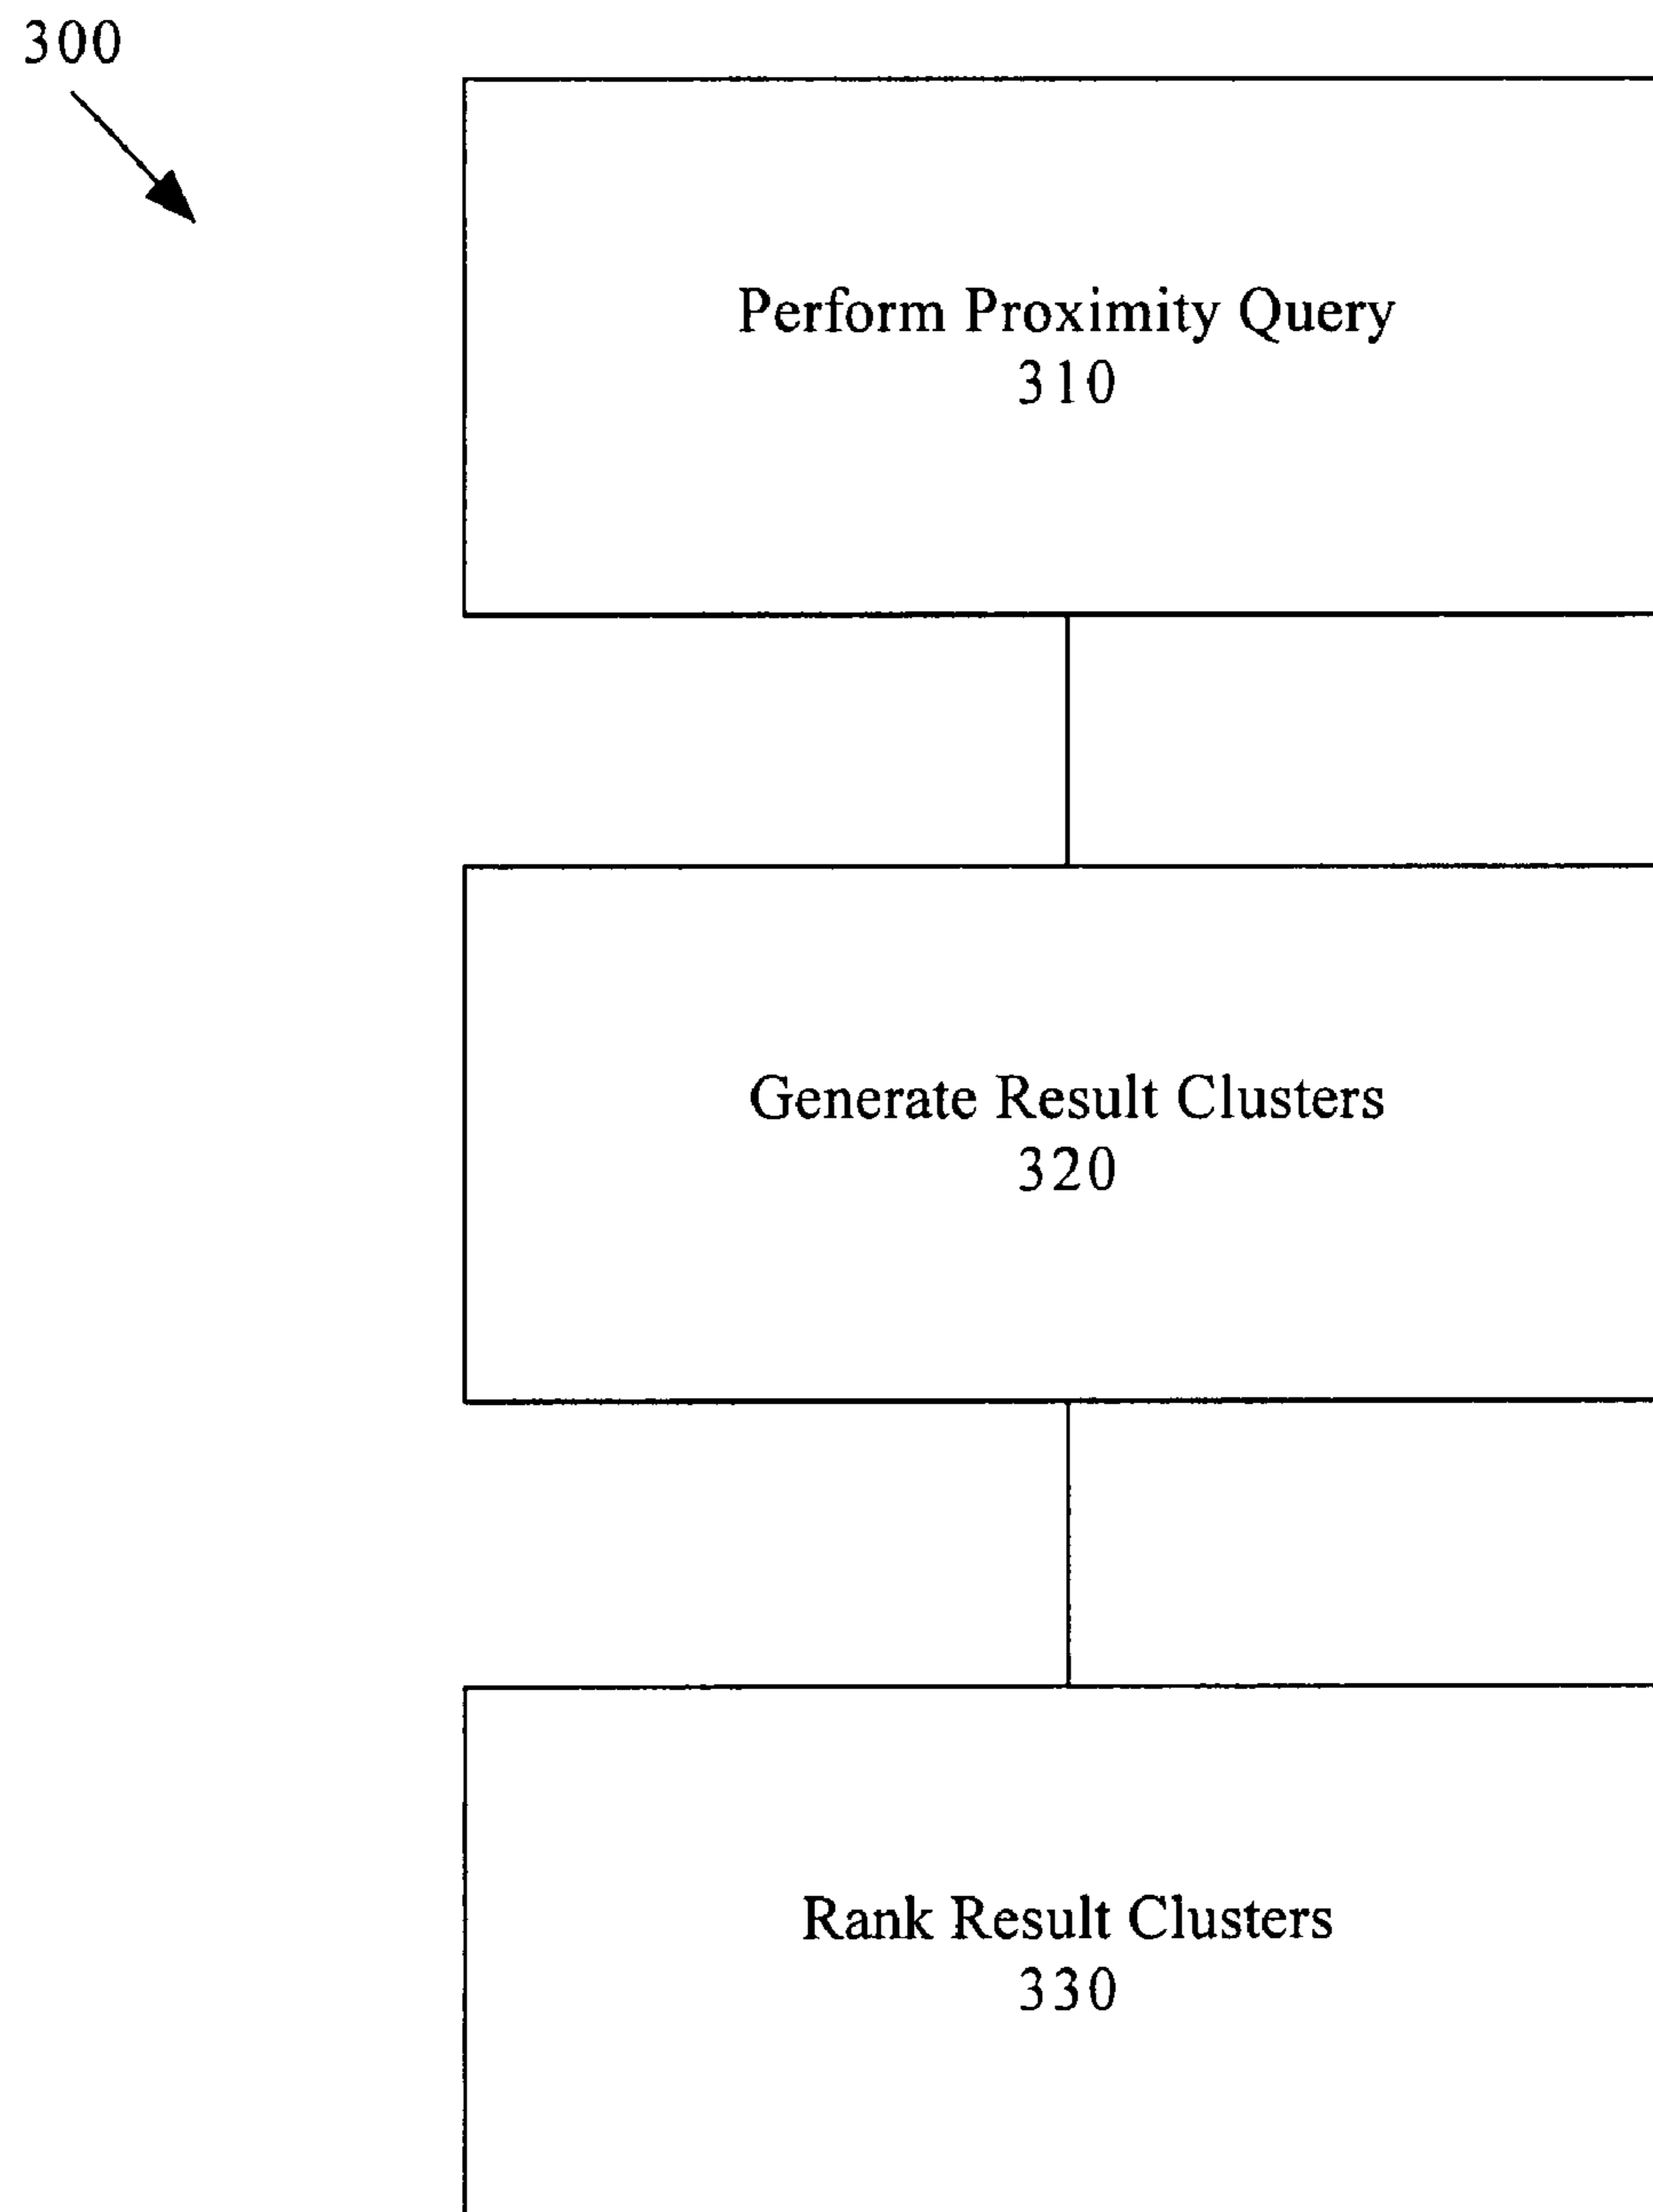 300
Perform Proximity Query
310
Generate Result Clusters
320
Rank Result Clusters
330